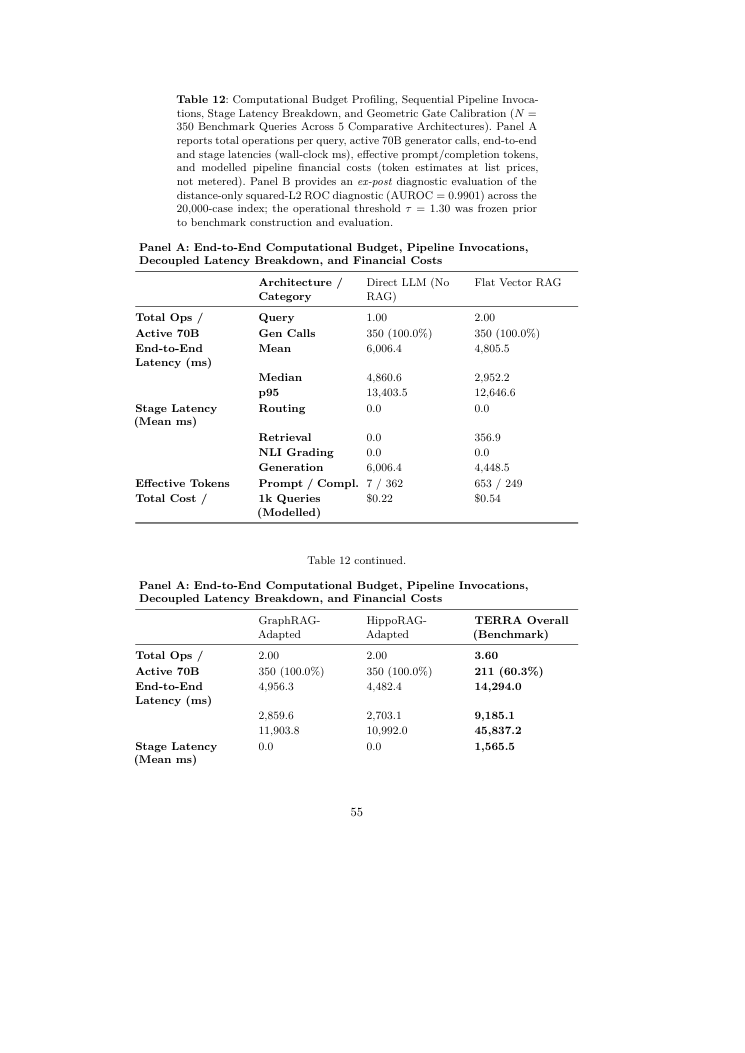 Table 12: Computational Budget Profiling, Sequential Pipeline Invoca-
tions, Stage Latency Breakdown, and Geometric Gate Calibration (N =
350 Benchmark Queries Across 5 Comparative Architectures). Panel A
reports total operations per query, active 70B generator calls, end-to-end
and stage latencies (wall-clock ms), effective prompt/completion tokens,
and modelled pipeline financial costs (token estimates at list prices,
not metered). Panel B provides an ex-post diagnostic evaluation of the
distance-only squared-L2 ROC diagnostic (AUROC = 0.9901) across the
20,000-case index; the operational threshold τ = 1.30 was frozen prior
to benchmark construction and evaluation.
Panel A: End-to-End Computational Budget, Pipeline Invocations,
Decoupled Latency Breakdown, and Financial Costs
Architecture / Direct LLM (No Flat Vector RAG
Category RAG)
Total Ops / Query 1.00 2.00
Active 70B Gen Calls 350 (100.0%) 350 (100.0%)
End-to-End Mean 6,006.4 4,805.5
Latency (ms)
Median 4,860.6 2,952.2
p95 13,403.5 12,646.6
Stage Latency Routing 0.0 0.0
(Mean ms)
Retrieval 0.0 356.9
NLI Grading 0.0 0.0
Generation 6,006.4 4,448.5
Effective Tokens Prompt / Compl. 7 / 362 653 / 249
Total Cost / 1k Queries $0.22 $0.54
(Modelled)
Table 12 continued.
Panel A: End-to-End Computational Budget, Pipeline Invocations,
Decoupled Latency Breakdown, and Financial Costs
GraphRAG- HippoRAG- TERRA Overall
Adapted Adapted (Benchmark)
Total Ops / 2.00 2.00 3.60
Active 70B 350 (100.0%) 350 (100.0%) 211 (60.3%)
End-to-End 4,956.3 4,482.4 14,294.0
Latency (ms)
2,859.6 2,703.1 9,185.1
11,903.8 10,992.0 45,837.2
Stage Latency 0.0 0.0 1,565.5
(Mean ms)
55